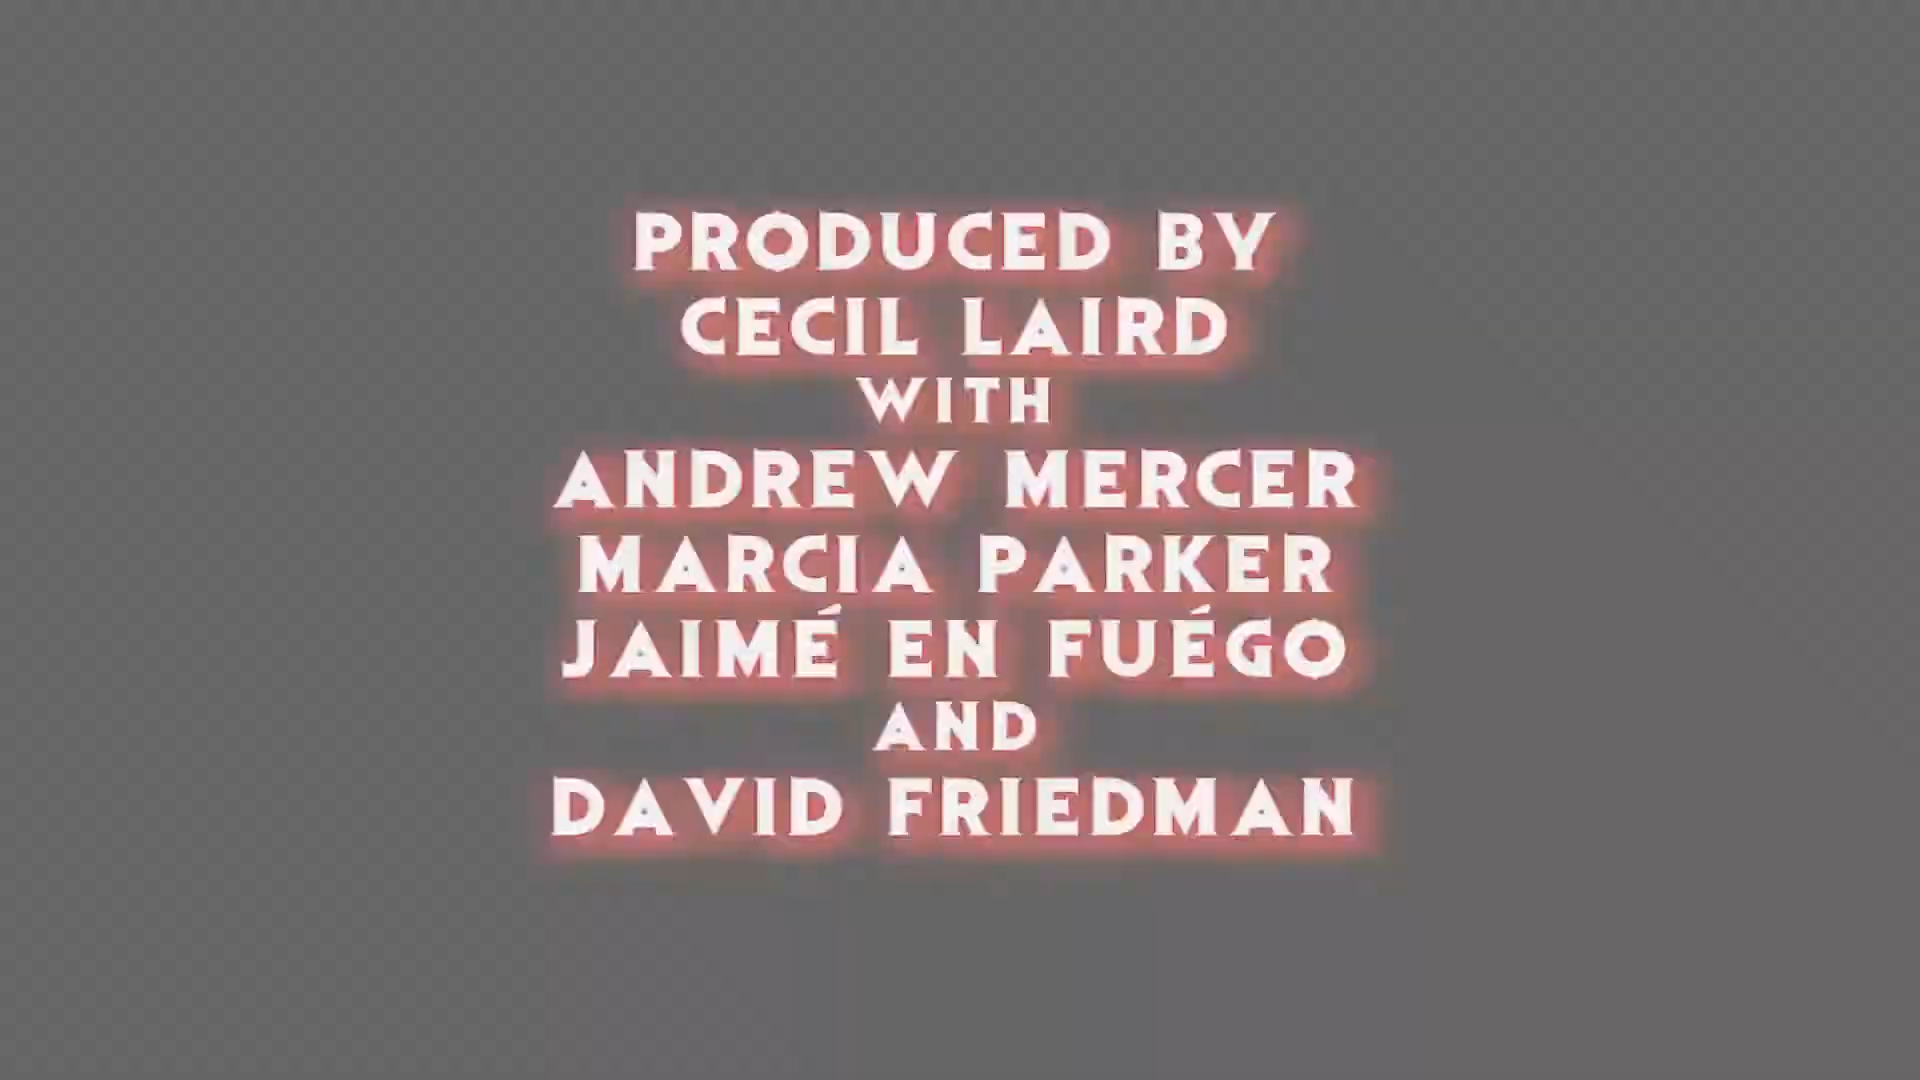 PRODUCED BY
CECIL LAIRD
WITH
ANDREW MERCER
MARCIA PARKER
JAIMÉ EN FUÉGO
AND
DAVID FRIEDMAN